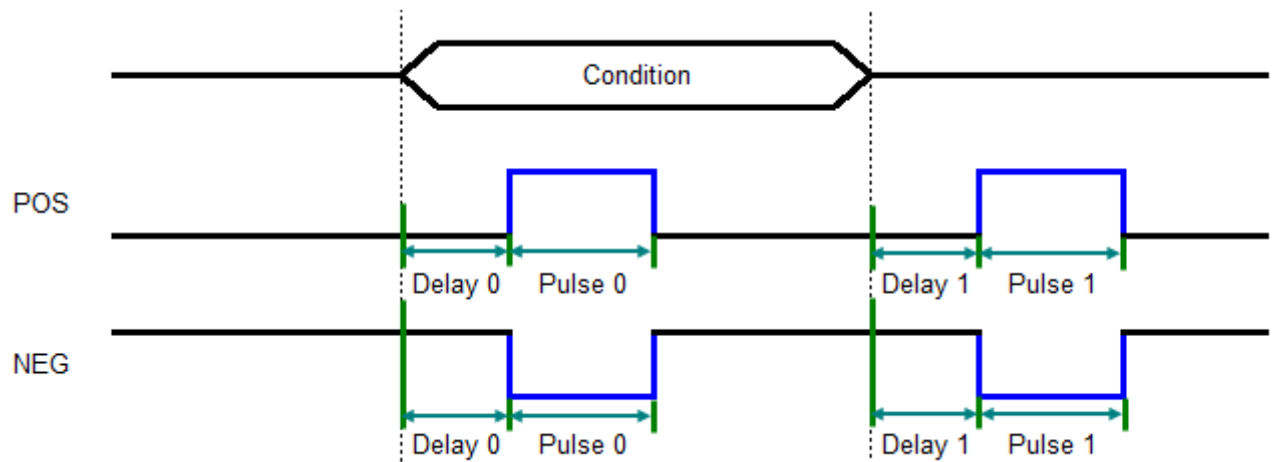 Condition
POS
Delay 0 Pulse 0 Delay 1 Pulse 1
NEG
Delay 0 Pulse 0 Delay 1 Pulse 1